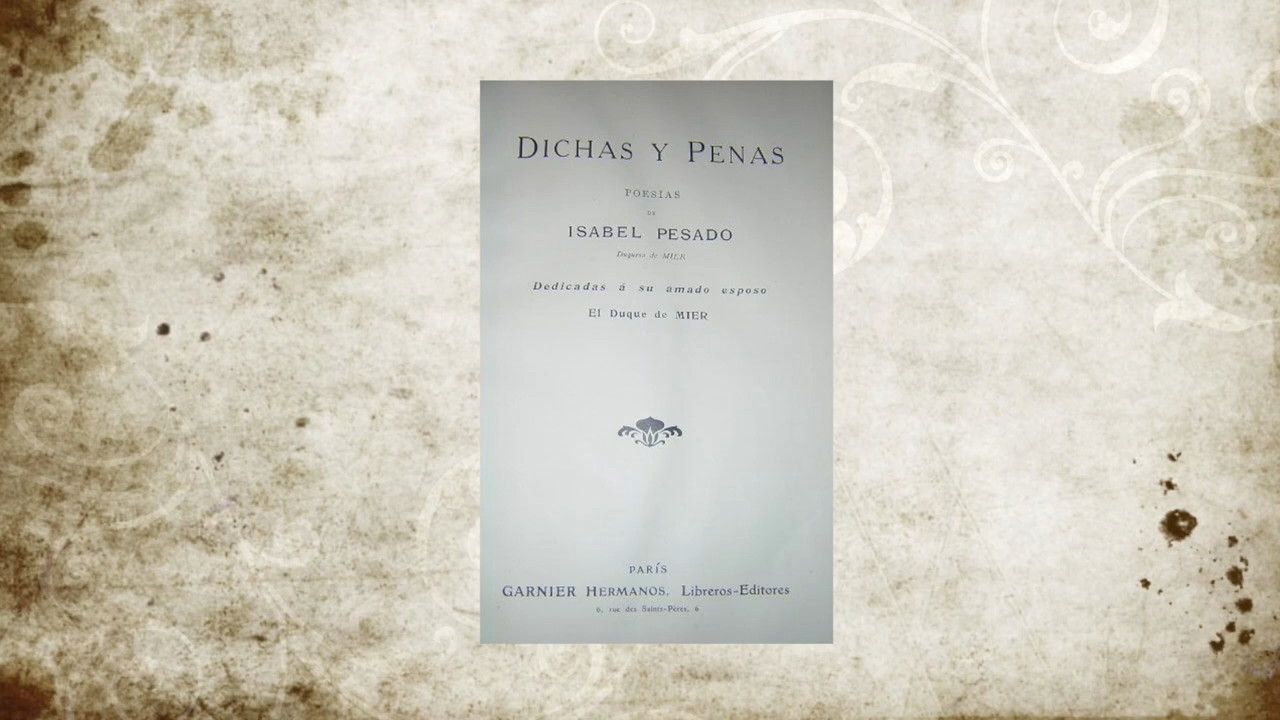 DICHAS Y PENAS
POESÍAS
DE
ISABEL PESADO
Duquesa de MIER
Dedicadas á su amado esposo
El Duque de MIER
PARÍS
GARNIER HERMANOS, Libreros-Editores
6, rue des Saints-Pères, 6